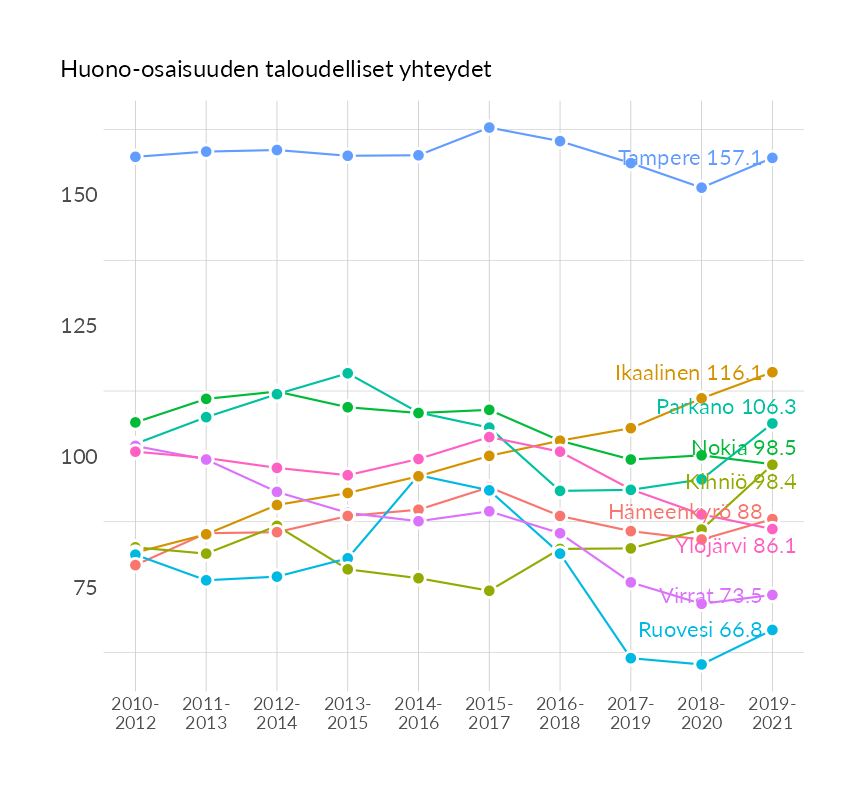 Huono-osaisuuden taloudelliset yhteydet
150
125
100
75
Tampere 157.1
Ikaalinen 116.1
Parkano 106.3
Nokia 98.5
Kihniö 98.4
Hämeenkyrö 88
Ylöjärvi 86.1
Virrat 73.5
Ruovesi 66.8
2010-
2012
2011-
2013
2012-
2014
2013-
2015
2014-
2016
2015-
2017
2016-
2018
2017-
2019
2018-
2020
2019-
2021